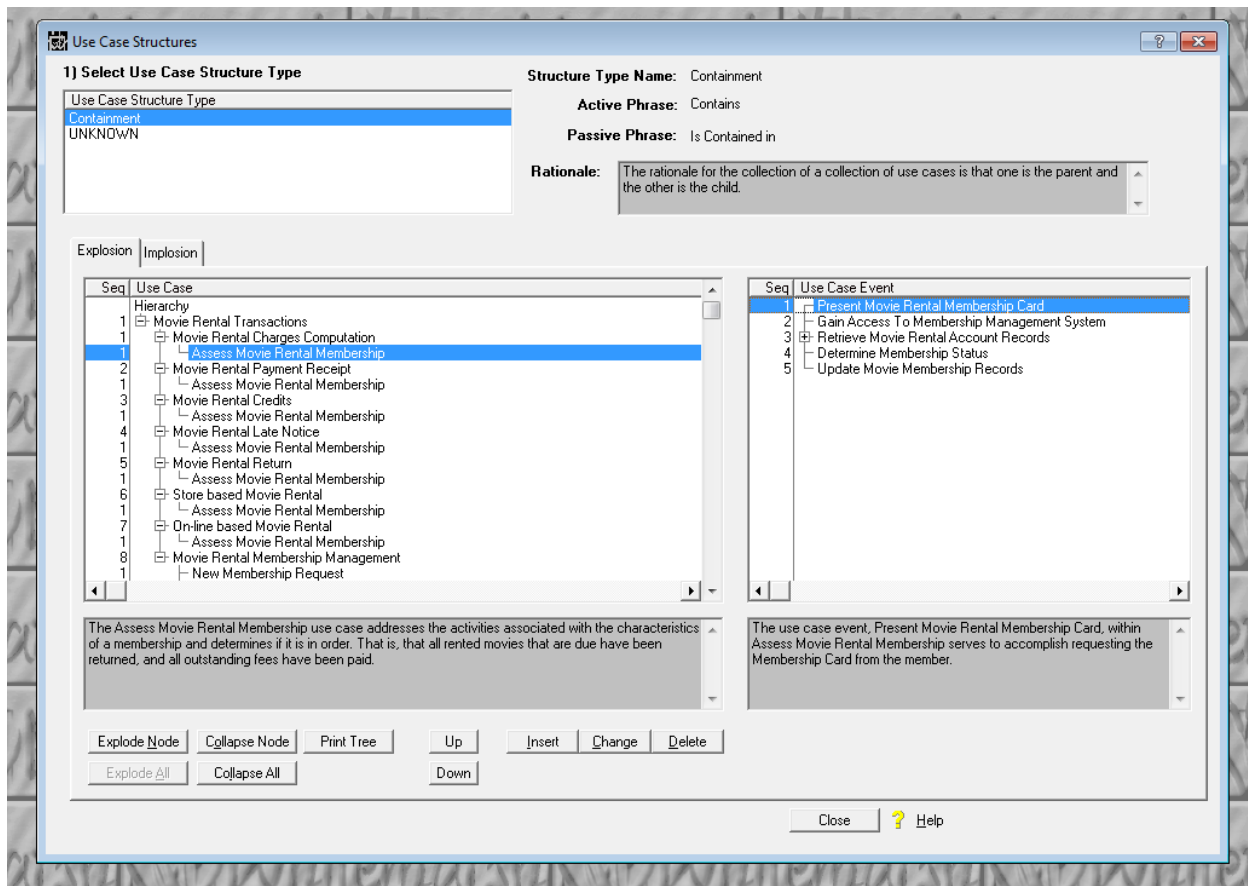 Use Case Structures
1) Select Use Case Structure Type
Use Case Structure Type
Containment
UNKNOWN
Structure Type Name: Containment
Active Phrase: Contains
Passive Phrase: Is Contained in
Rationale: The rationale for the collection of a collection of use cases is that one is the parent and
the other is the child.
Explosion Implosion
Seq Use Case
Hierarchy
1 Movie Rental Transactions
1 Movie Rental Charges Computation
1 Assess Movie Rental Membership
2 Movie Rental Payment Receipt
1 Assess Movie Rental Membership
3 Movie Rental Credits
1 Assess Movie Rental Membership
4 Movie Rental Late Notice
1 Assess Movie Rental Membership
5 Movie Rental Return
1 Assess Movie Rental Membership
6 Store based Movie Rental
1 Assess Movie Rental Membership
7 On-line based Movie Rental
1 Assess Movie Rental Membership
8 Movie Rental Membership Management
1 New Membership Request
Seq Use Case Event
1 Present Movie Rental Membership Card
2 Gain Access To Membership Management System
3 Retrieve Movie Rental Account Records
4 Determine Membership Status
5 Update Movie Membership Records
The Assess Movie Rental Membership use case addresses the activities associated with the characteristics
of a membership and determines if it is in order. That is, that all rented movies that are due have been
returned, and all outstanding fees have been paid.
The use case event, Present Movie Rental Membership Card, within
Assess Movie Rental Membership serves to accomplish requesting the
Membership Card from the member.
Explode Node Collapse Node Print Tree Up Insert Change Delete
Explode All Collapse All Down
Close ? Help